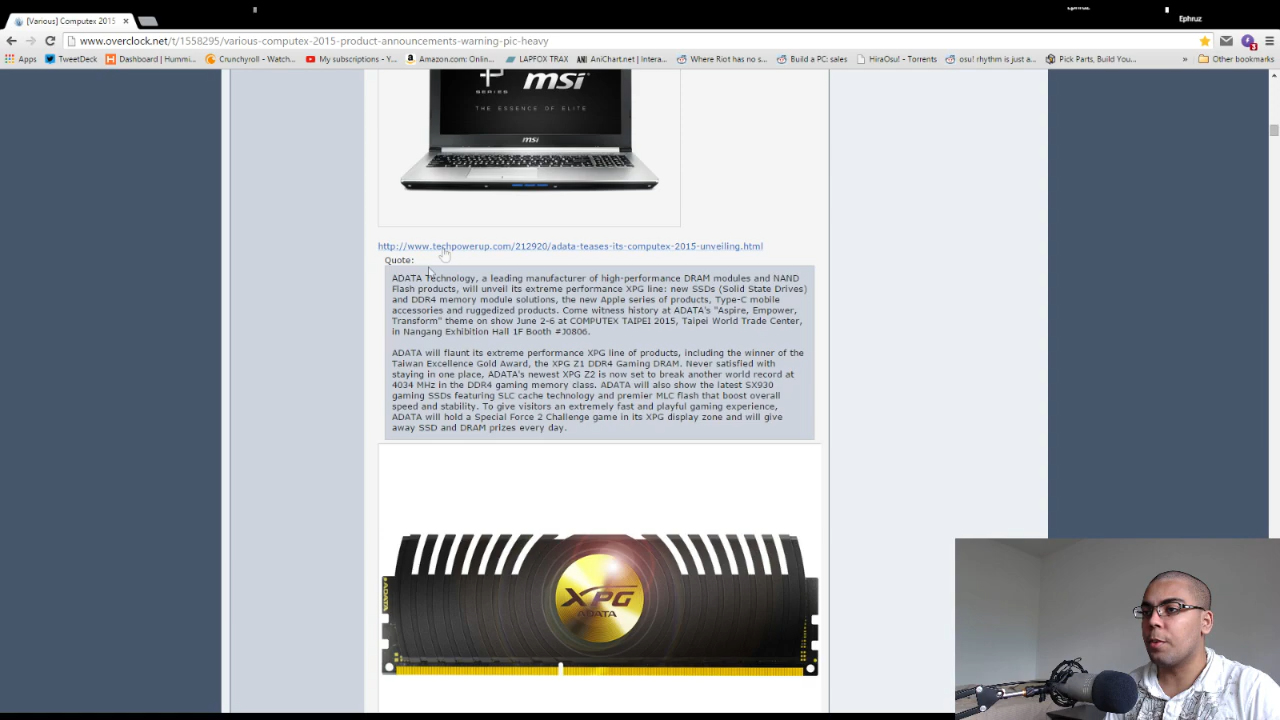 Ephruz
[Various] Computex 2015
www.overclock.net/t/1558295/various-computex-2015-product-announcements-warning-pic-heavy
3
Apps TweetDeck Dashboard | Hummi... Crunchyroll - Watch... My subscriptions - Y... Amazon.com: Onlin... LAPFOX TRAX AniChart.net | Intera... Where Riot has no s... Build a PC: sales HiraOsu! - Torrents osu! rhythm is just a... Pick Parts, Build You... » Other bookmarks
P SERIES msi
THE ESSENCE OF ELITE
msi
http://www.techpowerup.com/212920/adata-teases-its-computex-2015-unveiling.html
Quote:
ADATA Technology, a leading manufacturer of high-performance DRAM modules and NAND
Flash products, will unveil its extreme performance XPG line: new SSDs (Solid State Drives)
and DDR4 memory module solutions, the new Apple series of products, Type-C mobile
accessories and ruggedized products. Come witness history at ADATA's "Aspire, Empower,
Transform" theme on show June 2-6 at COMPUTEX TAIPEI 2015, Taipei World Trade Center,
in Nangang Exhibition Hall 1F Booth #J0806.
ADATA will flaunt its extreme performance XPG line of products, including the winner of the
Taiwan Excellence Gold Award, the XPG Z1 DDR4 Gaming DRAM. Never satisfied with
staying in one place, ADATA's newest XPG Z2 is now set to break another world record at
4034 MHz in the DDR4 gaming memory class. ADATA will also show the latest SX930
gaming SSDs featuring SLC cache technology and premier MLC flash that boost overall
speed and stability. To give visitors an extremely fast and playful gaming experience,
ADATA will hold a Special Force 2 Challenge game in its XPG display zone and will give
away SSD and DRAM prizes every day.
ADATA
XPG
ADATA